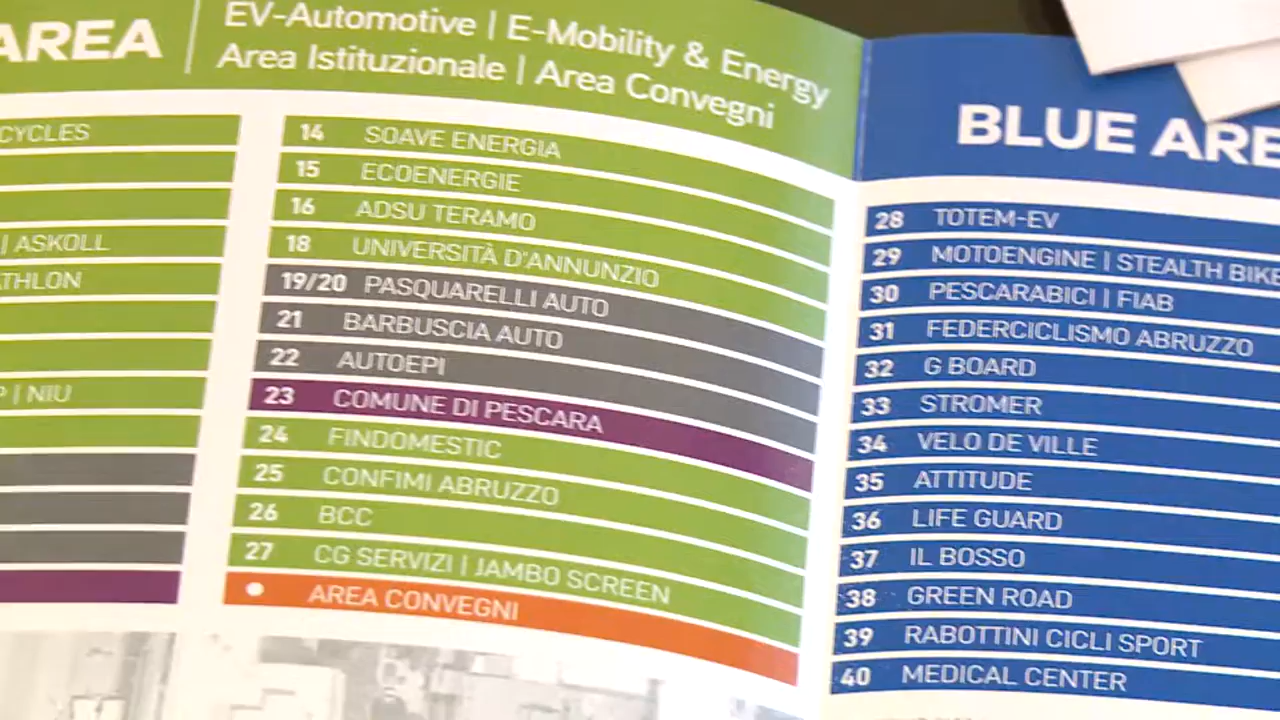 AREA
EV-Automotive | E-Mobility & Energy
Area Istituzionale | Area Convegni
CYCLES
| ASKOLL
| NIU
14 SOAVE ENERGIA
15 ECOENERGIE
16 ADSU TERAMO
18 UNIVERSITÀ D'ANNUNZIO
19/20 PASQUARELLI AUTO
21 BARBUSCIA AUTO
22 AUTOEPI
23 COMUNE DI PESCARA
24 FINDOMESTIC
25 CONFIMI ABRUZZO
26 BCC
27 CG SERVIZI | JAMBO SCREEN
AREA CONVEGNI
BLUE
28 TOTEM-EV
29 MOTOENGINE | STEALTH BIKE
30 PESCARABICI | FIAB
31 FEDERCICLISMO ABRUZZO
32 G BOARD
33 STROMER
34 VELO DE VILLE
35 ATTITUDE
36 LIFE GUARD
37 IL BOSSO
38 GREEN ROAD
39 RABOTTINI CICLI SPORT
40 MEDICAL CENTER